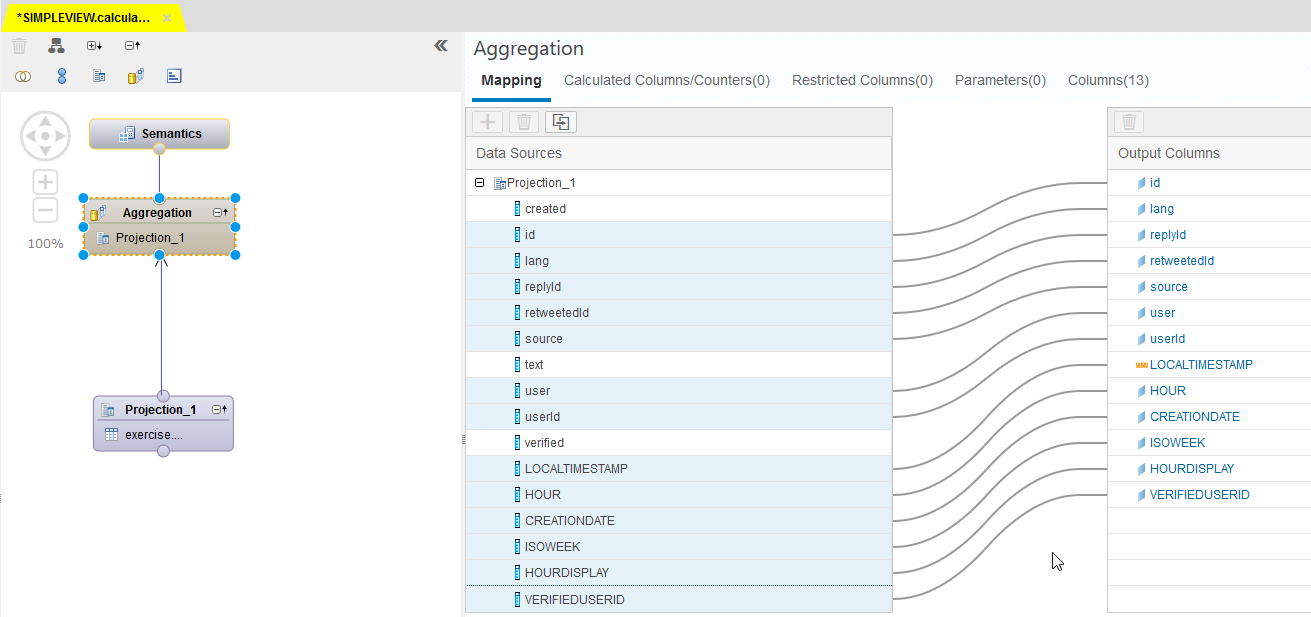 *SIMPLEVIEW.calcula...
Aggregation
Mapping Calculated Columns/Counters(0) Restricted Columns(0) Parameters(0) Columns(13)
Semantics
Aggregation
Projection_1
100%
Projection_1
exercise....
Data Sources
Projection_1
created
id
lang
replyId
retweetedId
source
text
user
userId
verified
LOCALTIMESTAMP
HOUR
CREATIONDATE
ISOWEEK
HOURDISPLAY
VERIFIEDUSERID
Output Columns
id
lang
replyId
retweetedId
source
user
userId
LOCALTIMESTAMP
HOUR
CREATIONDATE
ISOWEEK
HOURDISPLAY
VERIFIEDUSERID